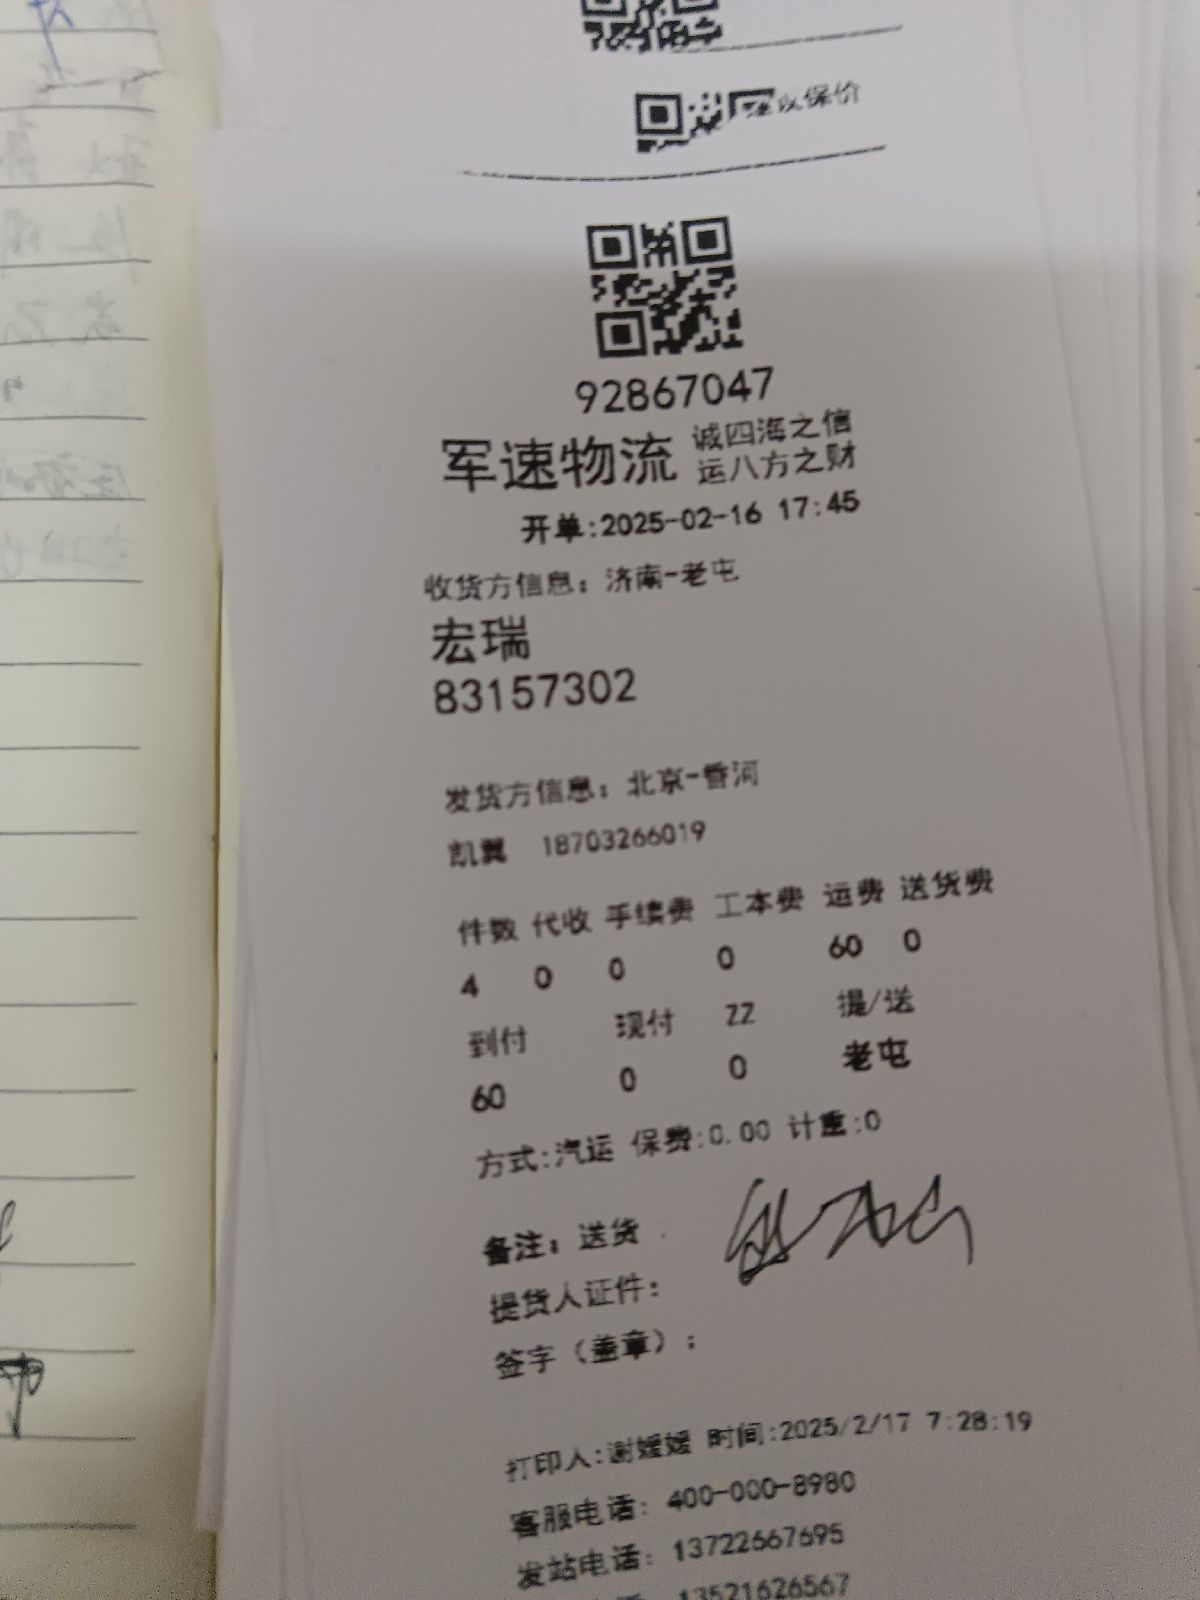 保价
92867047
军速物流 诚四海之信
运八方之财
开单:2025-02-16 17:45
收货方信息：济南-老屯
宏瑞
83157302
发货方信息：北京-香河
凯翼 18703266019
件数 代收 手续费 工本费 运费 送货费
4 0 0 0 60 0
到付 现付 ZZ 提/送
60 0 0 老屯
方式:汽运 保费:0.00 计重:0
备注：送货
提货人证件：
签字（盖章）：
打印人:谢媛媛 时间:2025/2/17 7:28:19
客服电话：400-000-8980
发站电话：13722667695
13521626567